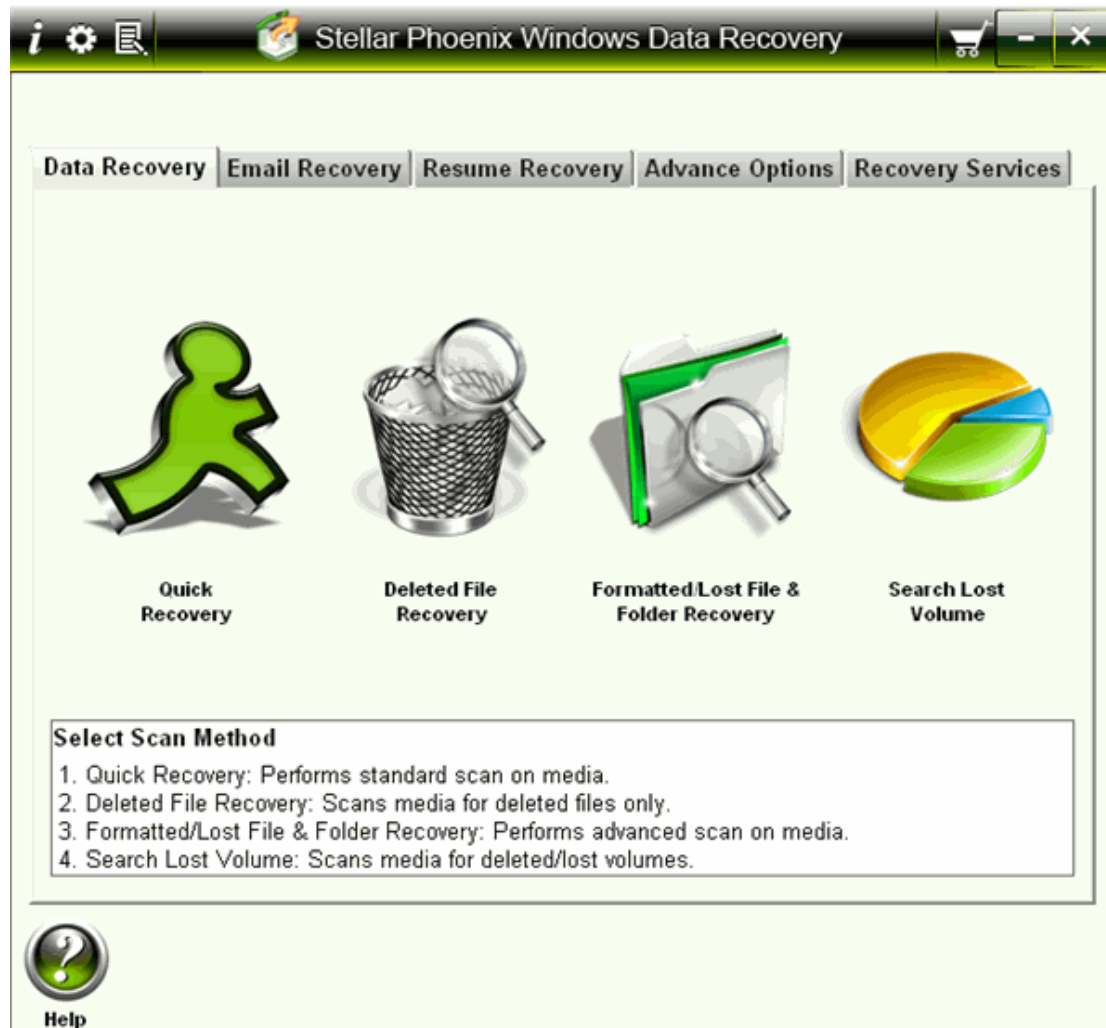 i Stellar Phoenix Windows Data Recovery
Data Recovery Email Recovery Resume Recovery Advance Options Recovery Services
Quick
Recovery
Deleted File
Recovery
Formatted/Lost File &
Folder Recovery
Search Lost
Volume
Select Scan Method
1. Quick Recovery: Performs standard scan on media.
2. Deleted File Recovery: Scans media for deleted files only.
3. Formatted/Lost File & Folder Recovery: Performs advanced scan on media.
4. Search Lost Volume: Scans media for deleted/lost volumes.
?
Help